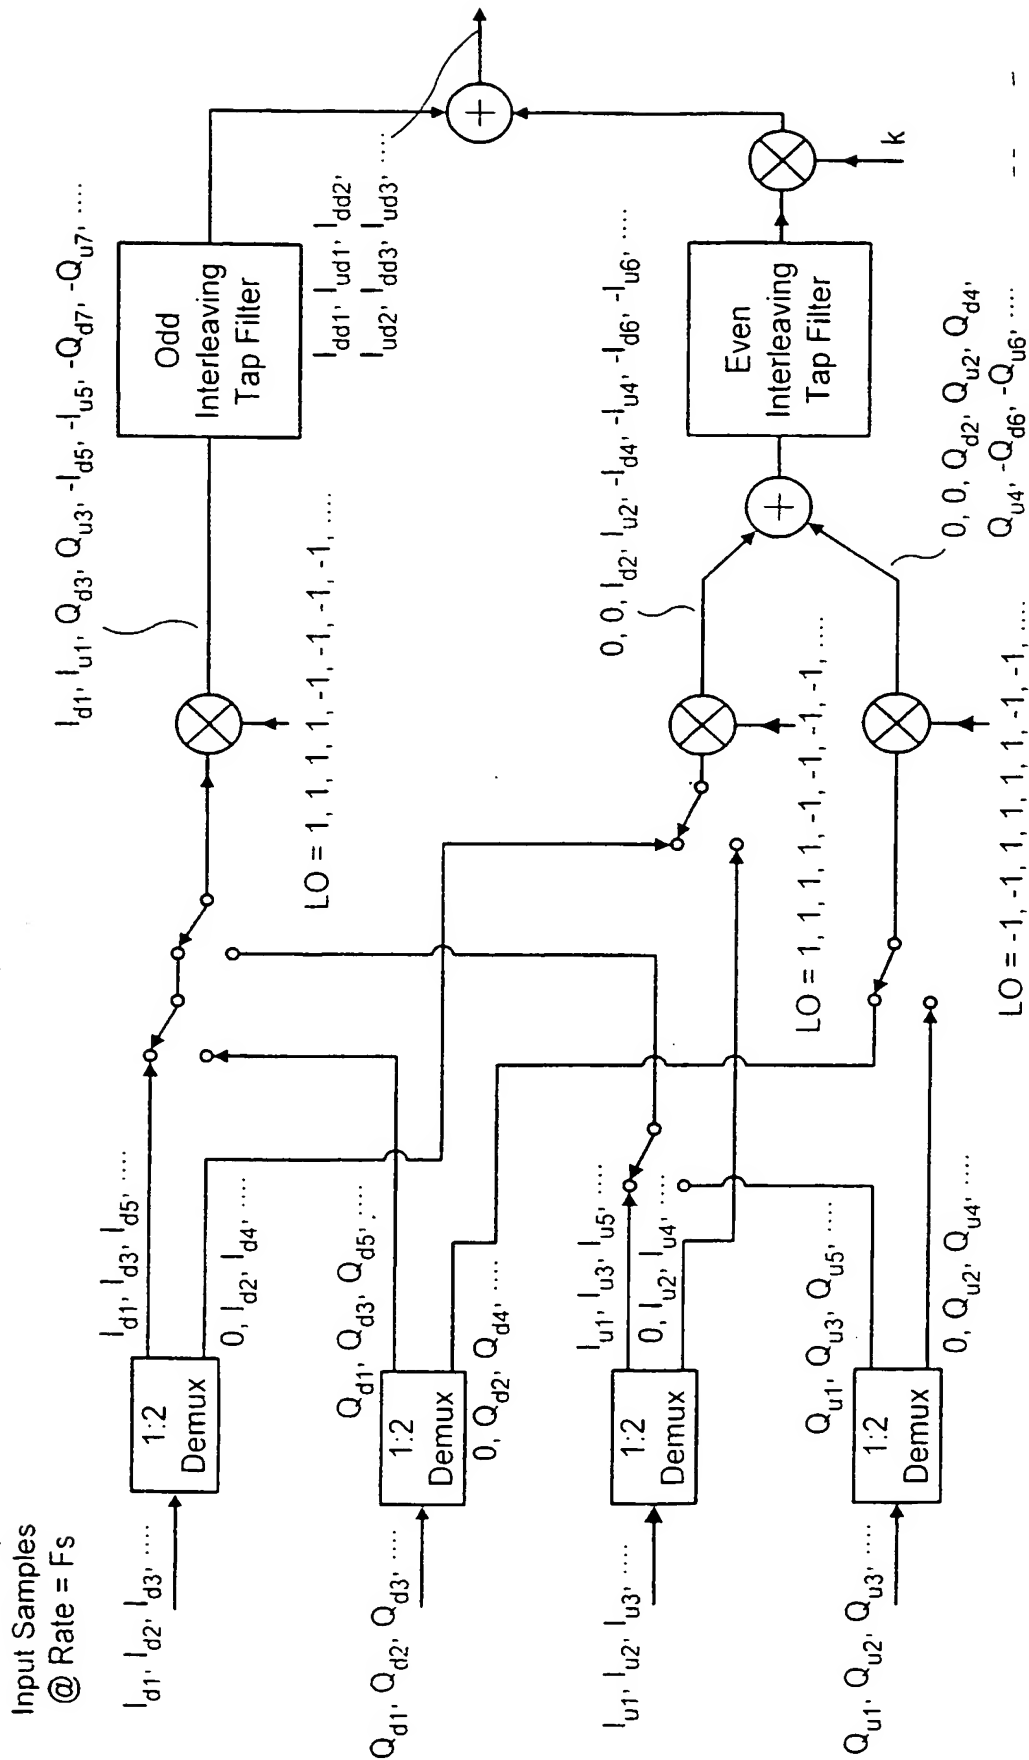 Input Samples
@ Rate = Fs
I_d1, I_d2, I_d3, ....
Q_d1, Q_d2, Q_d3, ....
I_u1, I_u2, I_u3, ....
Q_u1, Q_u2, Q_u3, ....
1:2
Demux
1:2
Demux
1:2
Demux
1:2
Demux
I_d1, I_d3, I_d5, ....
0, I_d2, I_d4, ....
Q_d1, Q_d3, Q_d5, ....
0, Q_d2, Q_d4, ....
I_u1, I_u3, I_u5, ....
0, I_u2, I_u4, ....
Q_u1, Q_u3, Q_u5, ....
0, Q_u2, Q_u4, ....
LO = 1, 1, 1, 1, -1, -1, -1, -1, ....
LO = 1, 1, 1, 1, -1, -1, -1, -1, ....
LO = -1, -1, 1, 1, 1, 1, -1, -1, ....
I_d1, I_u1, Q_d3, Q_u3, -I_d5, -I_u5, -Q_d7, -Q_u7, ....
0, 0, I_d2, I_u2, -I_d4, -I_u4, -I_d6, -I_u6, ....
0, 0, Q_d2, Q_u2, Q_d4,
Q_u4, -Q_d6, -Q_u6, ....
+
Odd
Interleaving
Tap Filter
Even
Interleaving
Tap Filter
I_dd1, I_ud1, I_dd2,
I_ud2, I_dd3, I_ud3, ....
k
+